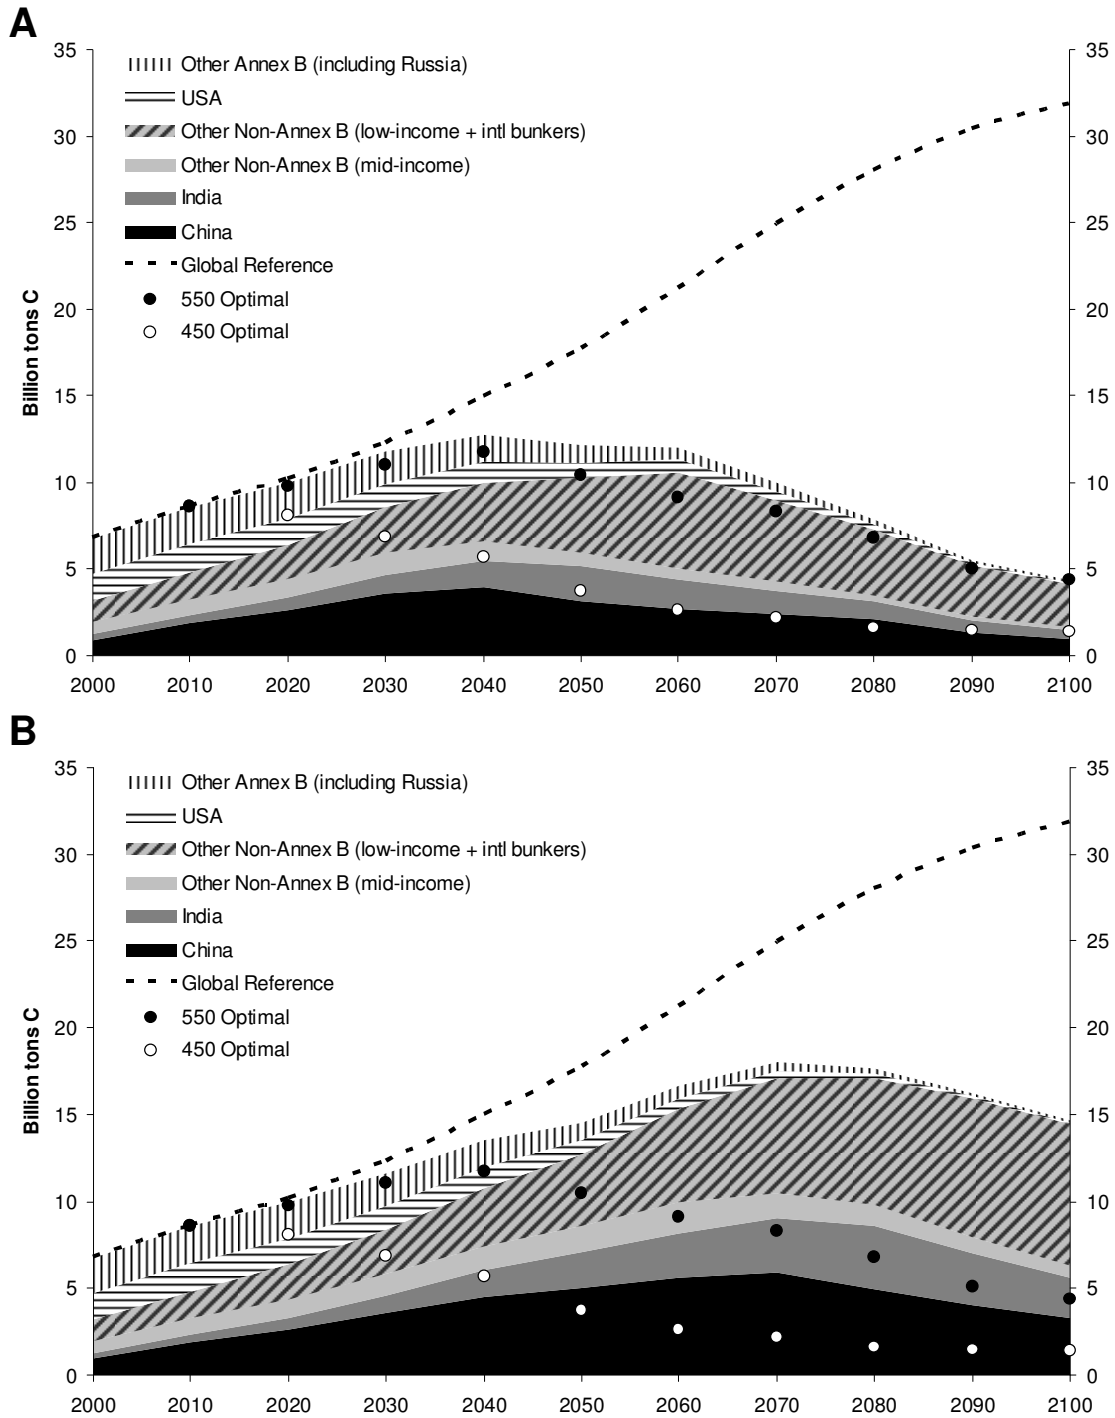 A
35 35
Other Annex B (including Russia)
USA
30 30
Other Non-Annex B (low-income + intl bunkers)
Other Non-Annex B (mid-income)
India
25 25
China
Global Reference
550 Optimal
20 20
450 Optimal
Billion tons C
15 15
10 10
5 5
0 0
2000 2010 2020 2030 2040 2050 2060 2070 2080 2090 2100
B
35 35
Other Annex B (including Russia)
USA
30 30
Other Non-Annex B (low-income + intl bunkers)
Other Non-Annex B (mid-income)
India
25 25
China
Global Reference
550 Optimal
20 20
450 Optimal
Billion tons C
15 15
10 10
5 5
0 0
2000 2010 2020 2030 2040 2050 2060 2070 2080 2090 2100